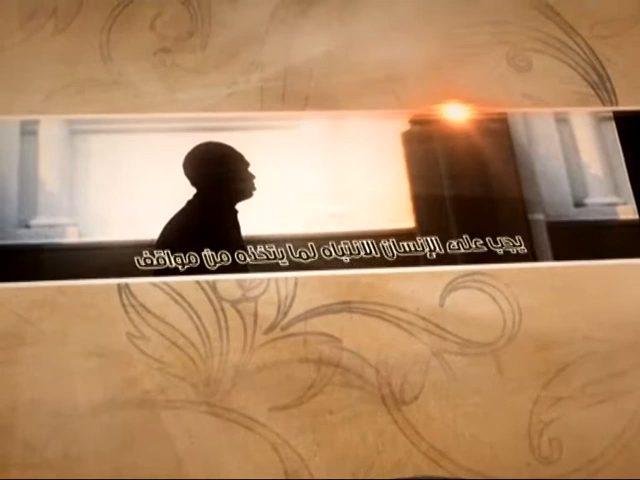 يجب على الإنسان الانتباه لما يتخذه من مواقف